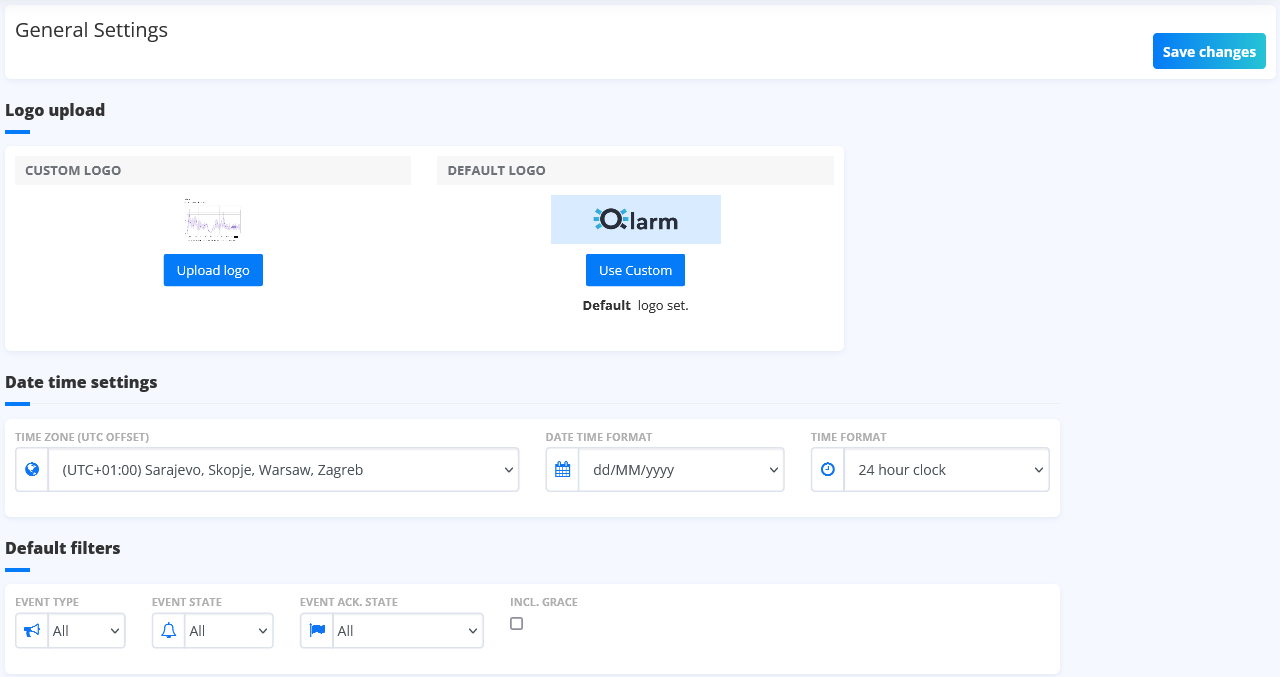 General Settings
Save changes
Logo upload
CUSTOM LOGO
DEFAULT LOGO
Olarm
Upload logo
Use Custom
Default logo set.
Date time settings
TIME ZONE (UTC OFFSET)
DATE TIME FORMAT
TIME FORMAT
(UTC+01:00) Sarajevo, Skopje, Warsaw, Zagreb
dd/MM/yyyy
24 hour clock
Default filters
EVENT TYPE
EVENT STATE
EVENT ACK. STATE
INCL. GRACE
All
All
All